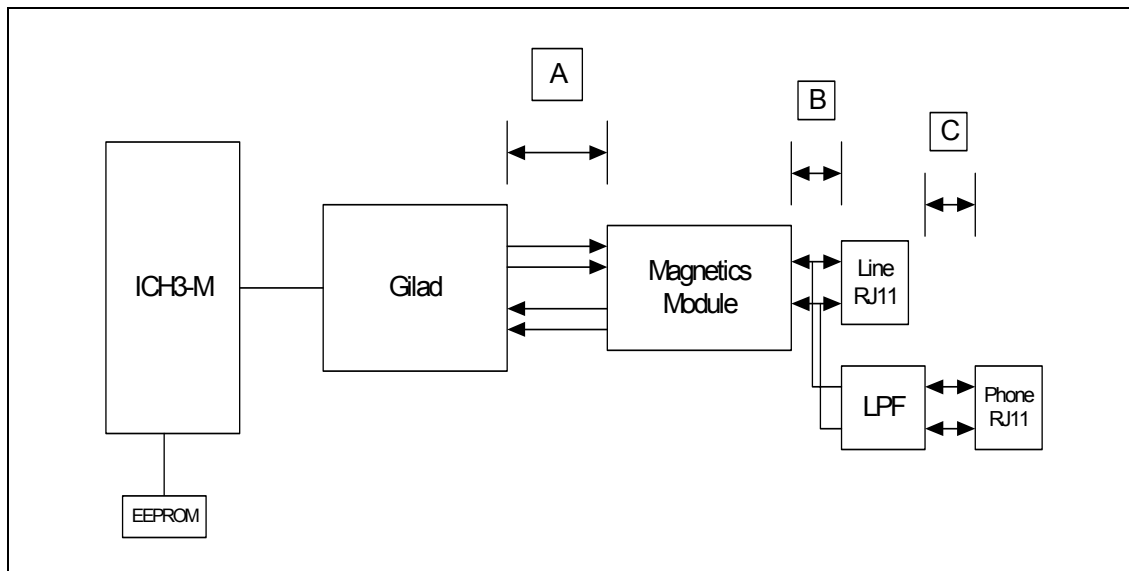 A
B
C
ICH3-M
Gilad
Magnetics
Module
Line
RJ11
LPF
Phone
RJ11
EEPROM